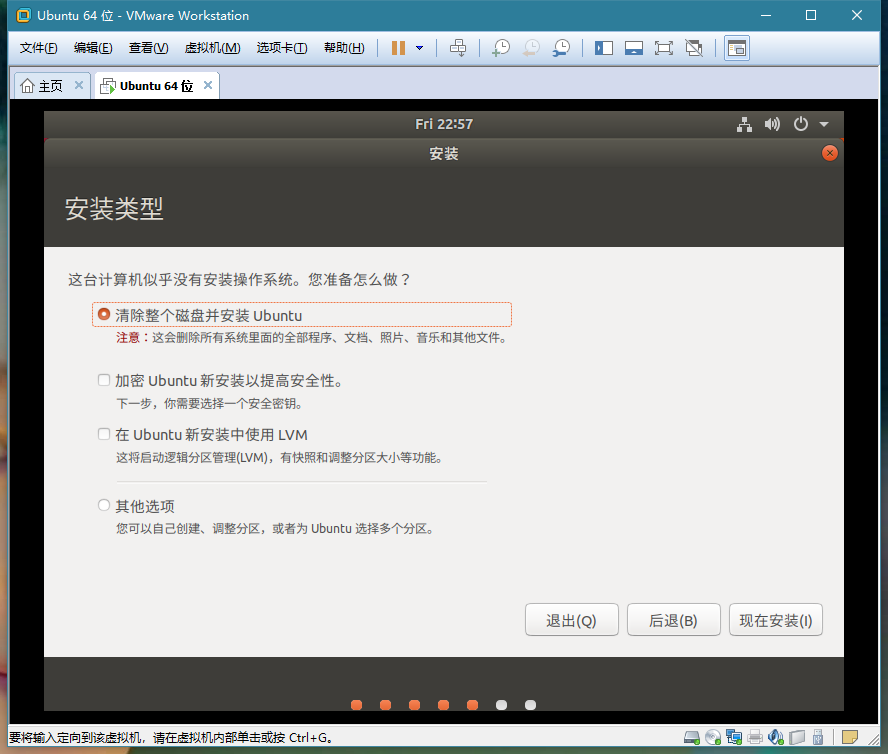 Ubuntu 64 位 - VMware Workstation
文件(F) 编辑(E) 查看(V) 虚拟机(M) 选项卡(T) 帮助(H)
主页 Ubuntu 64 位
Fri 22:57
安装
安装类型
这台计算机似乎没有安装操作系统。您准备怎么做？
清除整个磁盘并安装 Ubuntu
注意：这会删除所有系统里面的全部程序、文档、照片、音乐和其他文件。
加密 Ubuntu 新安装以提高安全性。
下一步，你需要选择一个安全密钥。
在 Ubuntu 新安装中使用 LVM
这将启动逻辑分区管理(LVM)，有快照和调整分区大小等功能。
其他选项
您可以自己创建、调整分区，或者为 Ubuntu 选择多个分区。
退出(Q) 后退(B) 现在安装(I)
要将输入定向到该虚拟机，请在虚拟机内部单击或按 Ctrl+G。